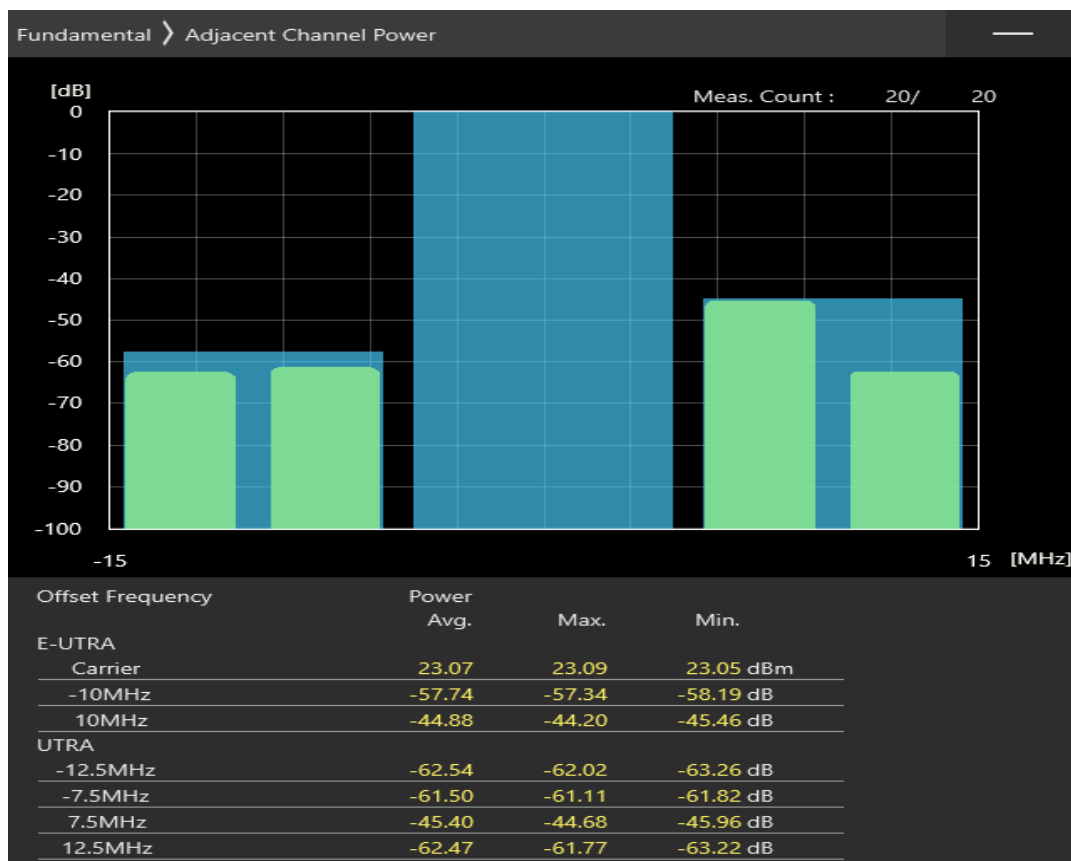 Fundamental ❯ Adjacent Channel Power
[dB]
Meas. Count : 20/ 20
0
-10
-20
-30
-40
-50
-60
-70
-80
-90
-100
-15 15 [MHz]
Offset Frequency Power
Avg. Max. Min.
E-UTRA
Carrier 23.07 23.09 23.05 dBm
-10MHz -57.74 -57.34 -58.19 dB
10MHz -44.88 -44.20 -45.46 dB
UTRA
-12.5MHz -62.54 -62.02 -63.26 dB
-7.5MHz -61.50 -61.11 -61.82 dB
7.5MHz -45.40 -44.68 -45.96 dB
12.5MHz -62.47 -61.77 -63.22 dB